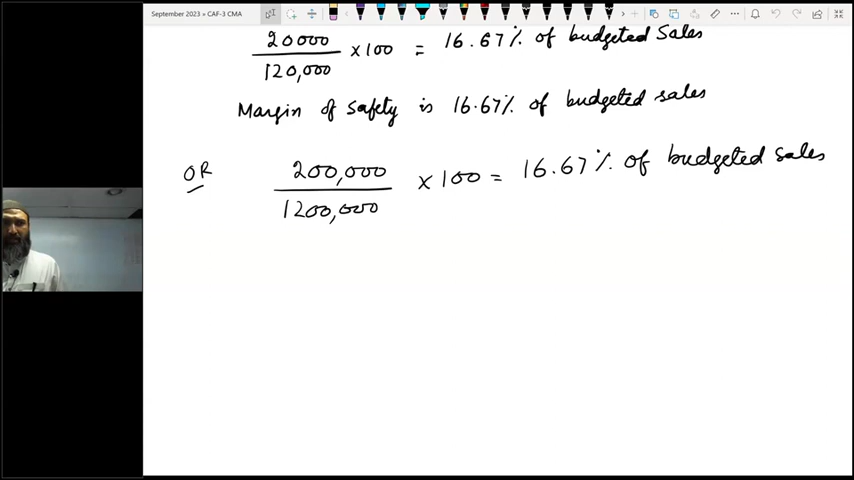 September 2023 » CAF-3 CMA
20000
120,000
×100 = 16.67% of budgeted Sales
Margin of Safety is 16.67% of budgeted sales
OR
200,000
1200,000
× 100 = 16.67% of budgeted sales